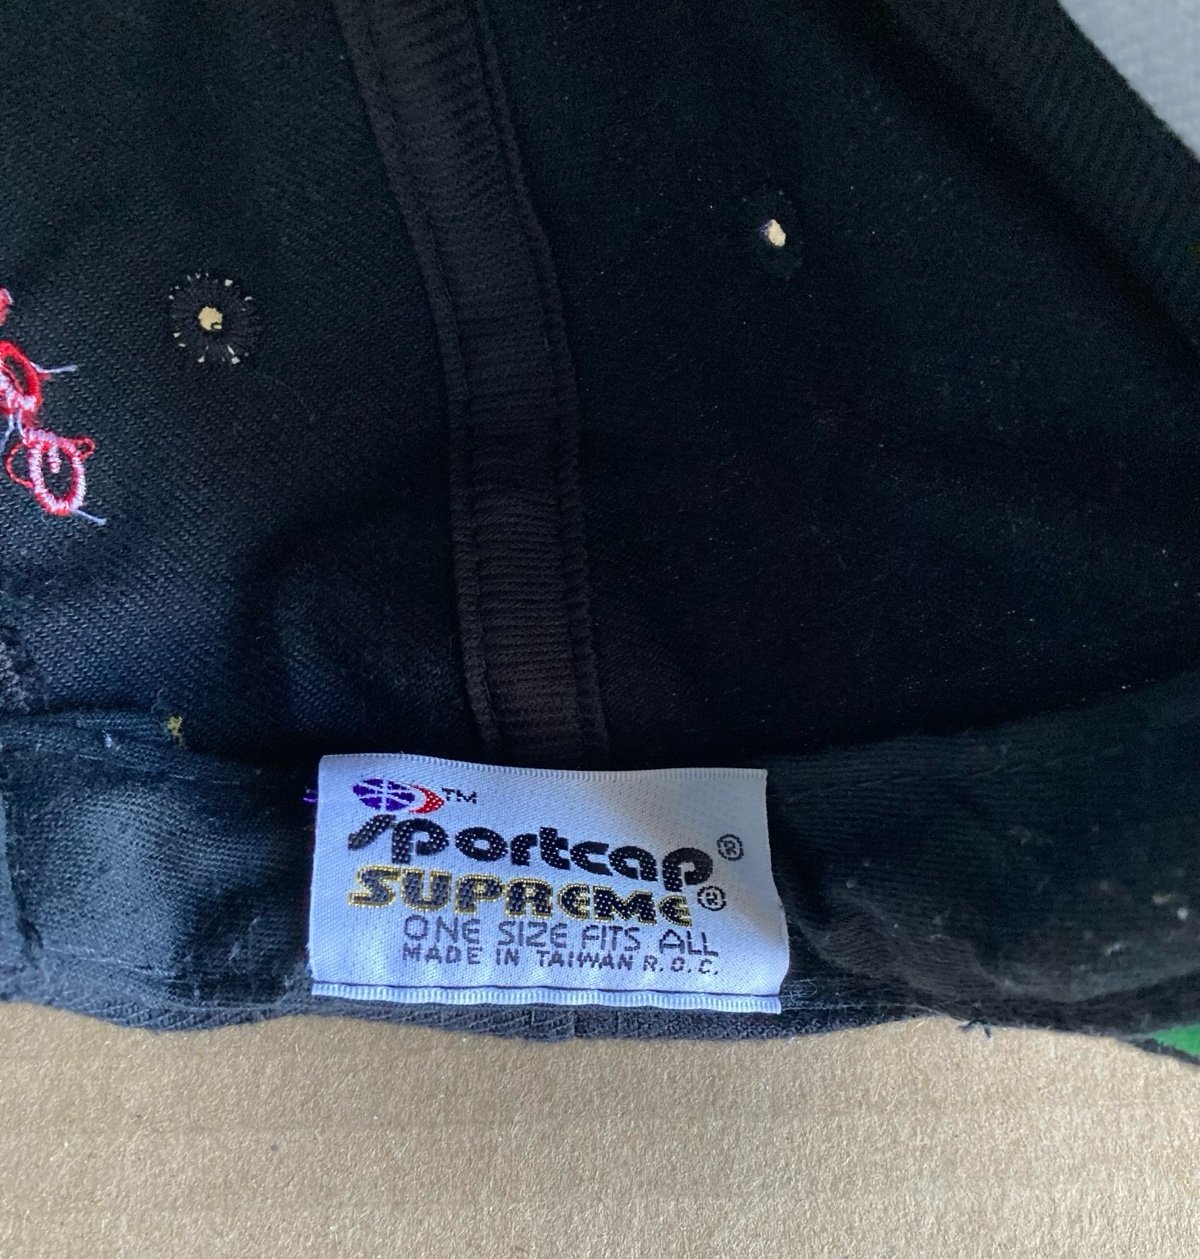 TM
sportcap®
SUPREME®
ONE SIZE FITS ALL
MADE IN TAIWAN R.O.C.